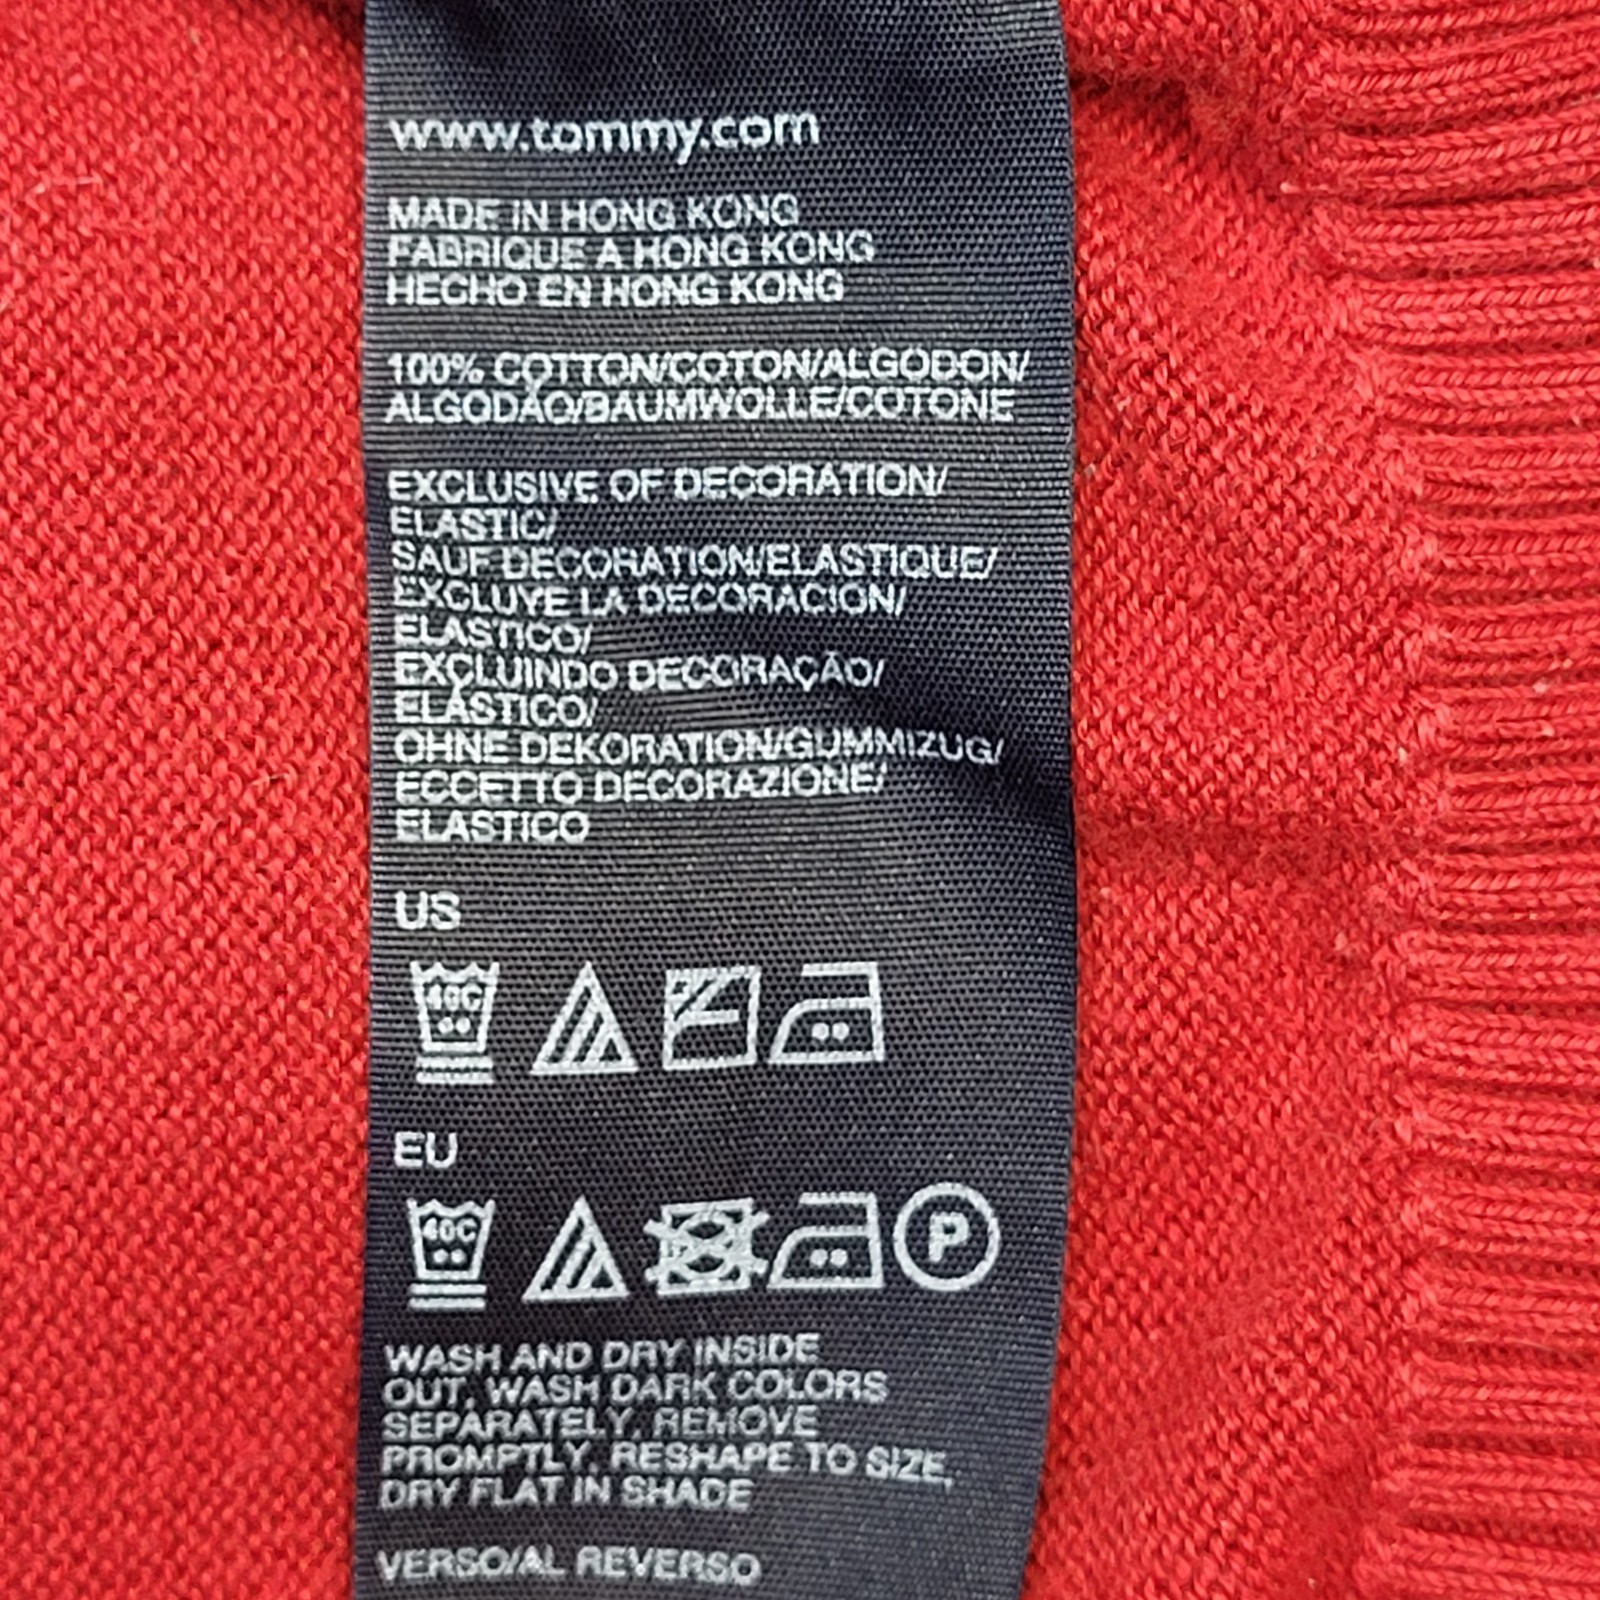 www.tommy.com
MADE IN HONG KONG
FABRIQUE A HONG KONG
HECHO EN HONG KONG
100% COTTON/COTON/ALGODON/
ALGODÃO/BAUMWOLLE/COTONE
EXCLUSIVE OF DECORATION/
ELASTIC/
SAUF DECORATION/ELASTIQUE/
EXCLUYE LA DECORACION/
ELASTICO/
EXCLUINDO DECORAÇÃO/
ELÁSTICO/
OHNE DEKORATION/GUMMIZUG/
ECCETTO DECORAZIONE/
ELASTICO
US
40C
EU
40C
P
WASH AND DRY INSIDE
OUT, WASH DARK COLORS
SEPARATELY, REMOVE
PROMPTLY, RESHAPE TO SIZE,
DRY FLAT IN SHADE
VERSO/AL REVERSO